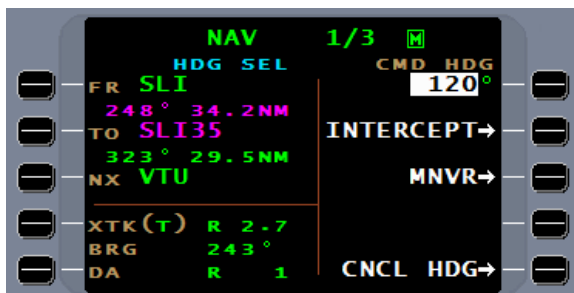 NAV 1/3 M
HDG SEL CMD HDG
FR SLI 120°
248° 34.2NM
TO SLI35 INTERCEPT→
323° 29.5NM
NX VTU MNVR→
XTK(T) R 2.7
BRG 243°
DA R 1 CNCL HDG→